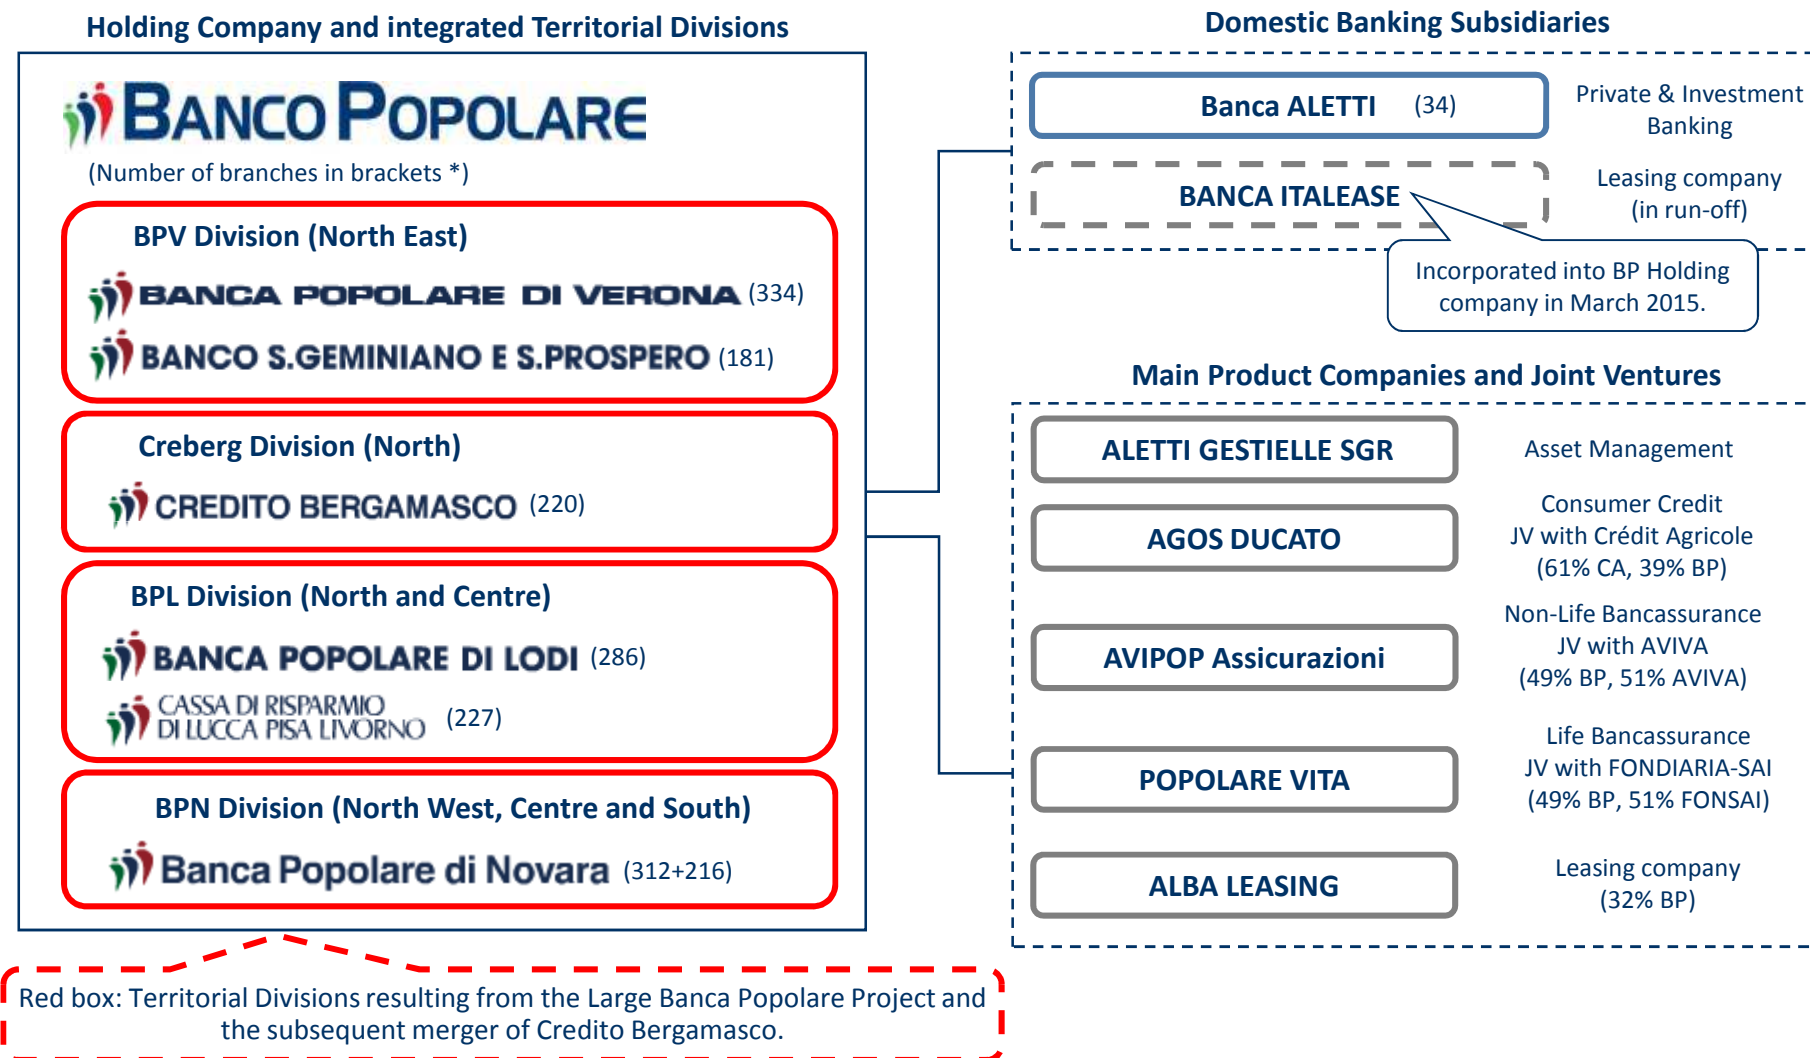 Holding Company and integrated Territorial Divisions
BANCO POPOLARE
(Number of branches in brackets *)
BPV Division (North East)
BANCA POPOLARE DI VERONA (334)
BANCO S.GEMINIANO E S.PROSPERO (181)
Creberg Division (North)
CREDITO BERGAMASCO (220)
BPL Division (North and Centre)
BANCA POPOLARE DI LODI (286)
CASSA DI RISPARMIO
DI LUCCA PISA LIVORNO (227)
BPN Division (North West, Centre and South)
Banca Popolare di Novara (312+216)
Red box: Territorial Divisions resulting from the Large Banca Popolare Project and
the subsequent merger of Credito Bergamasco.
Domestic Banking Subsidiaries
Banca ALETTI (34)
Private & Investment
Banking
BANCA ITALEASE
Leasing company
(in run-off)
Incorporated into BP Holding
company in March 2015.
Main Product Companies and Joint Ventures
ALETTI GESTIELLE SGR
Asset Management
AGOS DUCATO
Consumer Credit
JV with Crédit Agricole
(61% CA, 39% BP)
AVIPOP Assicurazioni
Non-Life Bancassurance
JV with AVIVA
(49% BP, 51% AVIVA)
POPOLARE VITA
Life Bancassurance
JV with FONDIARIA-SAI
(49% BP, 51% FONSAI)
ALBA LEASING
Leasing company
(32% BP)